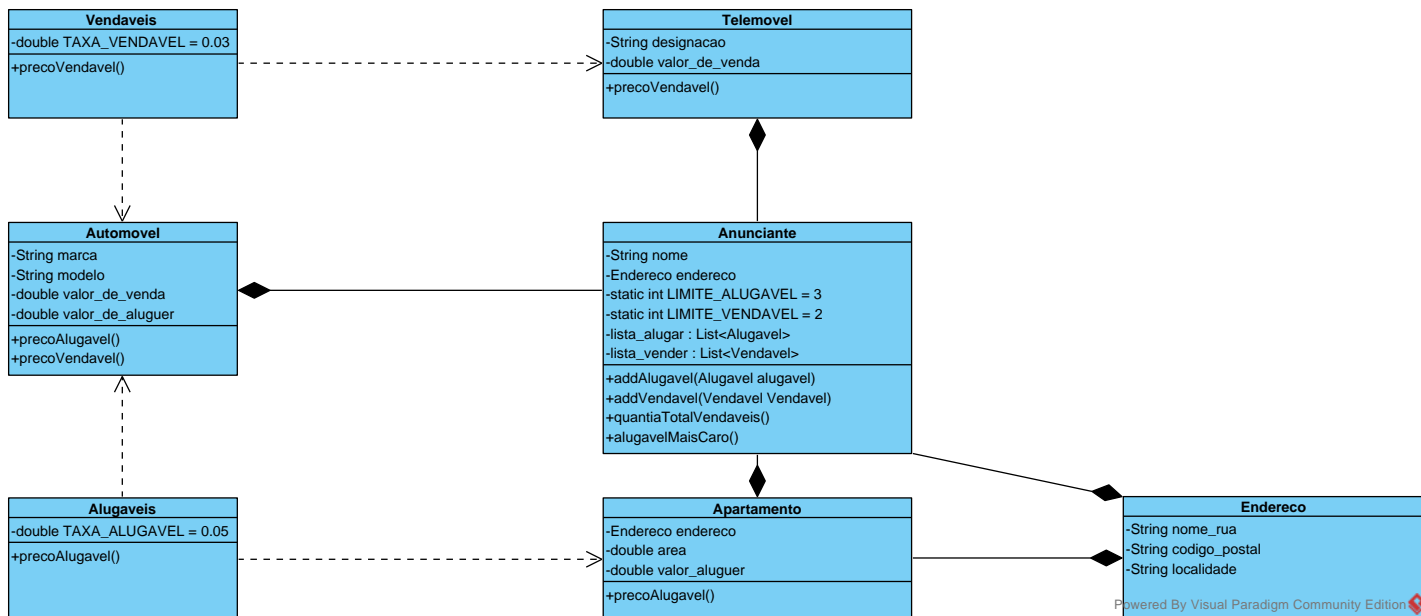 Vendaveis
-double TAXA_VENDAVEL = 0.03
+precoVendavel()
Telemovel
-String designacao
-double valor_de_venda
+precoVendavel()
Automovel
-String marca
-String modelo
-double valor_de_venda
-double valor_de_aluguer
+precoAlugavel()
+precoVendavel()
Anunciante
-String nome
-Endereco endereco
-static int LIMITE_ALUGAVEL = 3
-static int LIMITE_VENDAVEL = 2
-lista_alugar : List<Alugavel>
-lista_vender : List<Vendavel>
+addAlugavel(Alugavel alugavel)
+addVendavel(Vendavel Vendavel)
+quantiaTotalVendaveis()
+alugavelMaisCaro()
Alugaveis
-double TAXA_ALUGAVEL = 0.05
+precoAlugavel()
Apartamento
-Endereco endereco
-double area
-double valor_aluguer
+precoAlugavel()
Endereco
-String nome_rua
-String codigo_postal
-String localidade
Powered By Visual Paradigm Community Edition